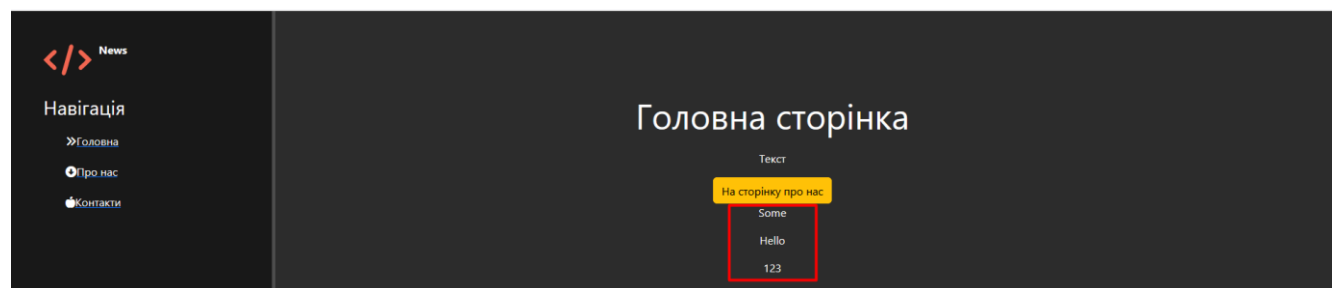 News
Навігація
Головна
Про нас
Контакти
Головна сторінка
Текст
На сторінку про нас
Some
Hello
123